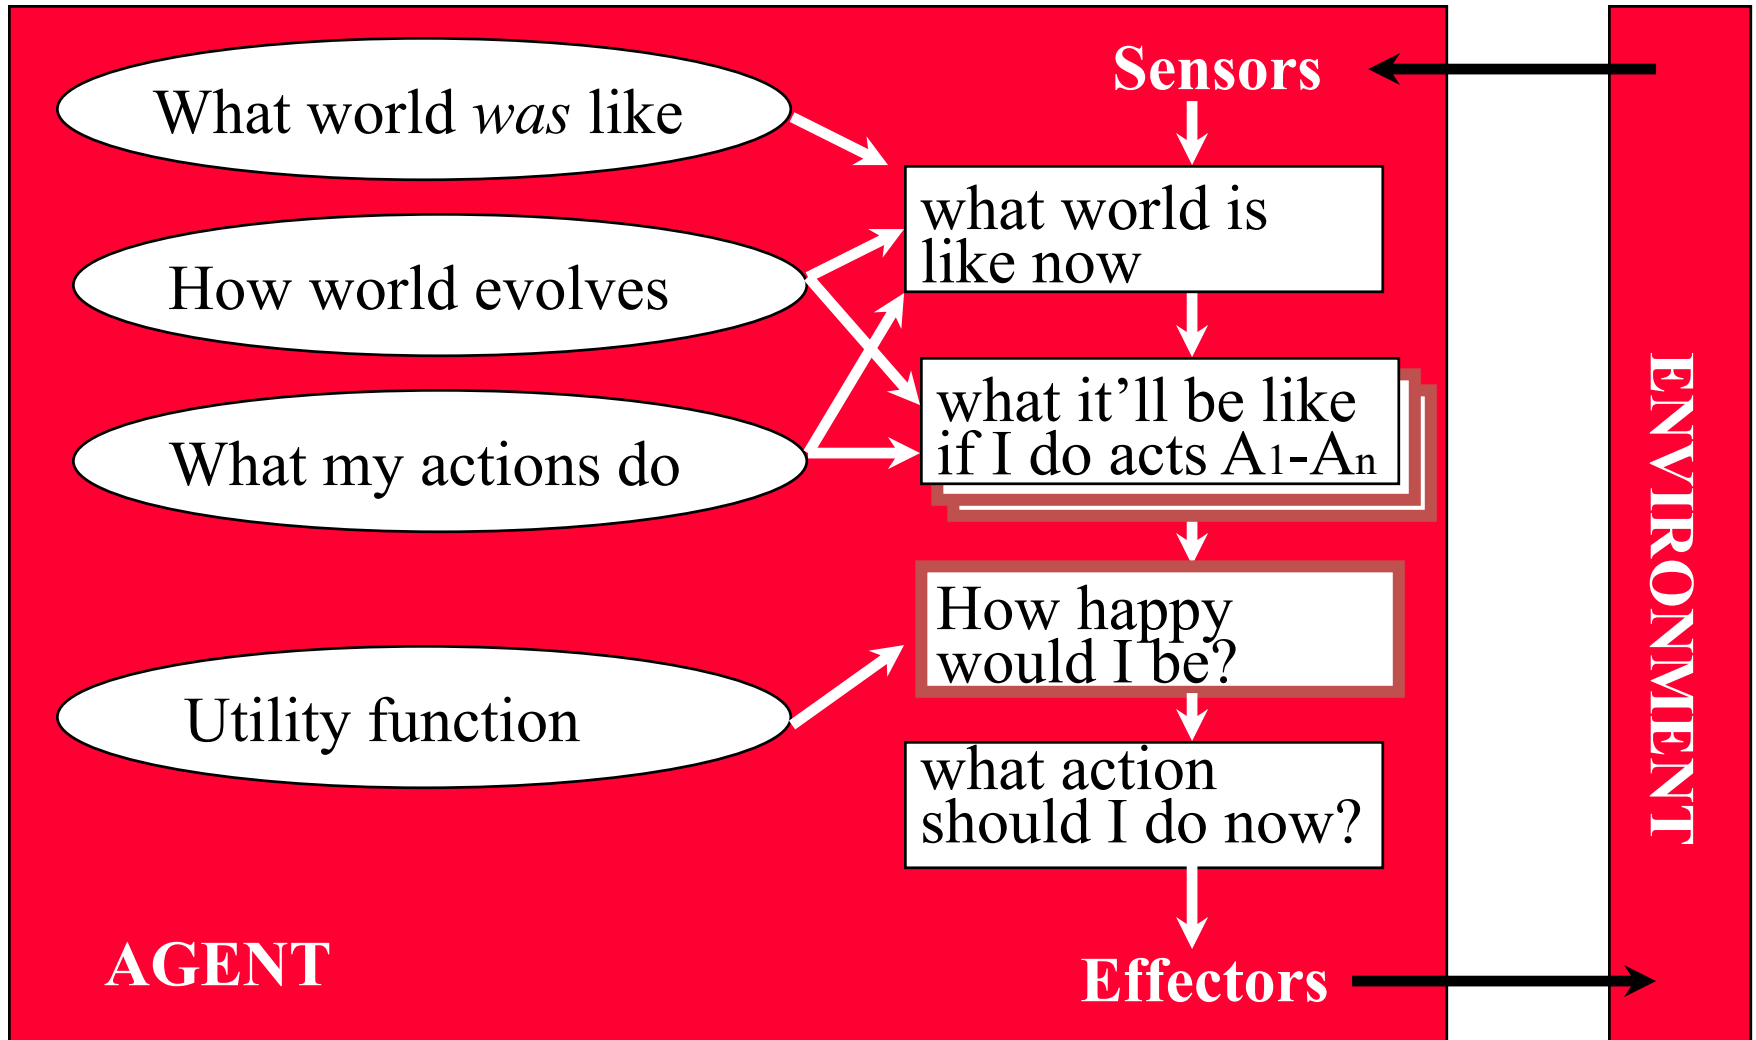 Sensors
What world was like
what world is
like now
How world evolves
what it’ll be like
if I do acts A1-An
What my actions do
How happy
would I be?
Utility function
what action
should I do now?
AGENT
Effectors
ENVIRONMENT